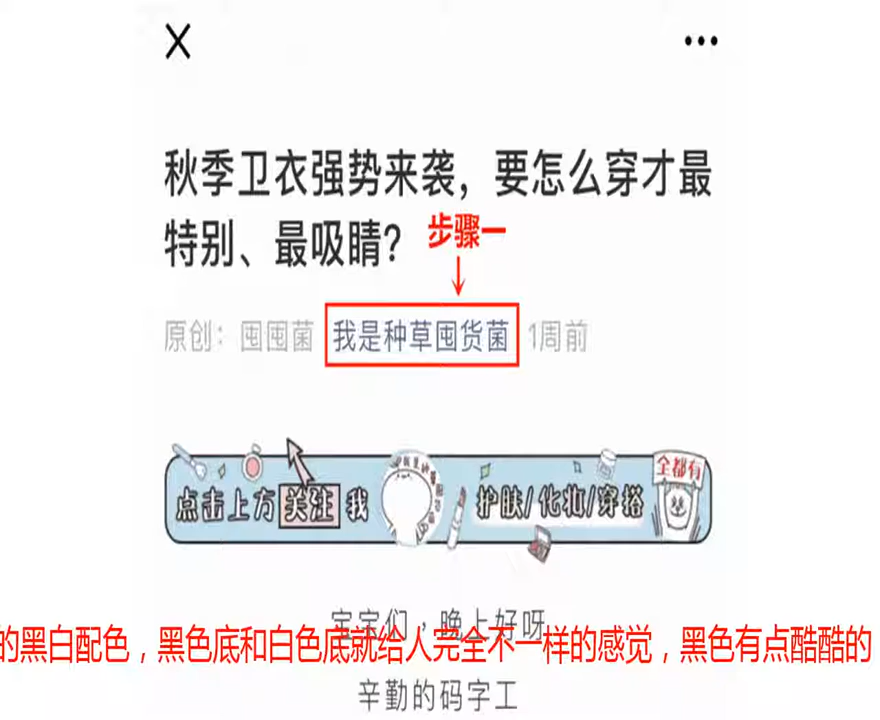 秋季卫衣强势来袭，要怎么穿才最
特别、最吸睛？
步骤一
原创：囤囤菌 我是种草囤货菌 1周前
点击上方关注我
护肤/化妆/穿搭
全都有
宝宝们，晚上好呀
的黑白配色，黑色底和白色底就给人完全不一样的感觉，黑色有点酷酷的
辛勤的码字工